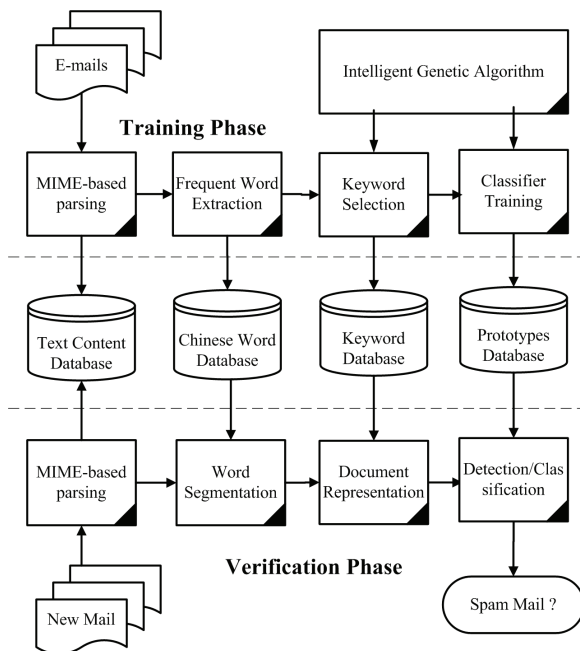 E-mails
Intelligent Genetic Algorithm
Training Phase
MIME-based
parsing
Frequent Word
Extraction
Keyword
Selection
Classifier
Training
Text Content
Database
Chinese Word
Database
Keyword
Database
Prototypes
Database
MIME-based
parsing
Word
Segmentation
Document
Representation
Detection/Clas
sification
Verification Phase
New Mail
Spam Mail ?